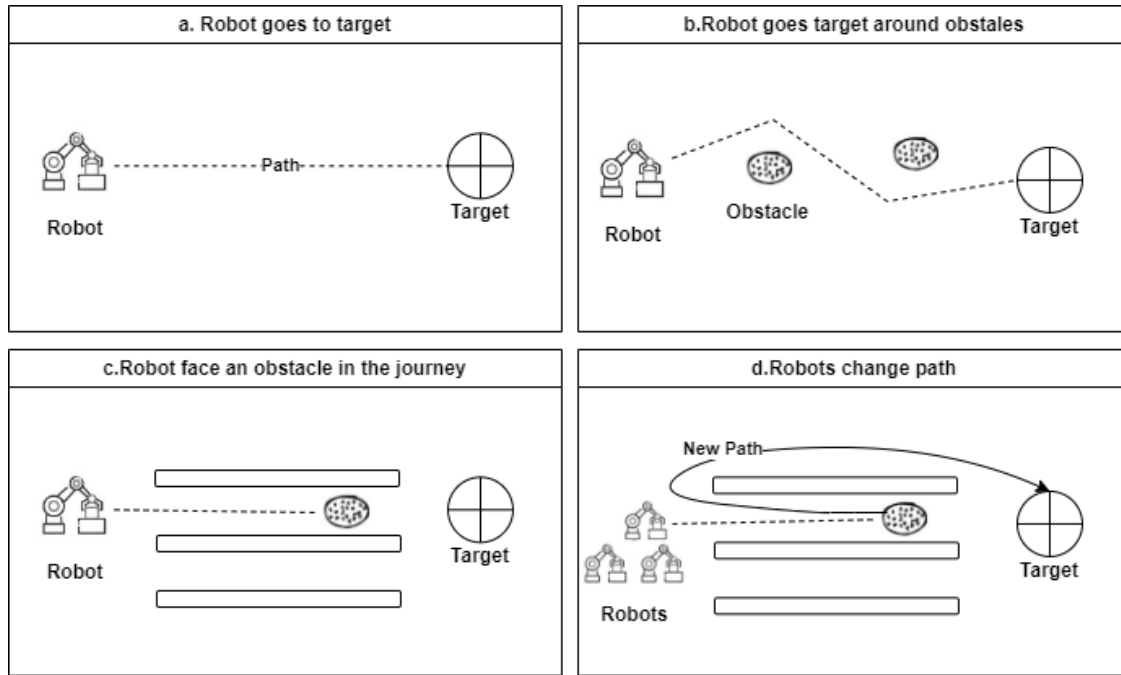 a. Robot goes to target
Path
Robot
Target
b.Robot goes target around obstales
Obstacle
Robot
Target
c.Robot face an obstacle in the journey
Robot
Target
d.Robots change path
New Path
Robots
Target